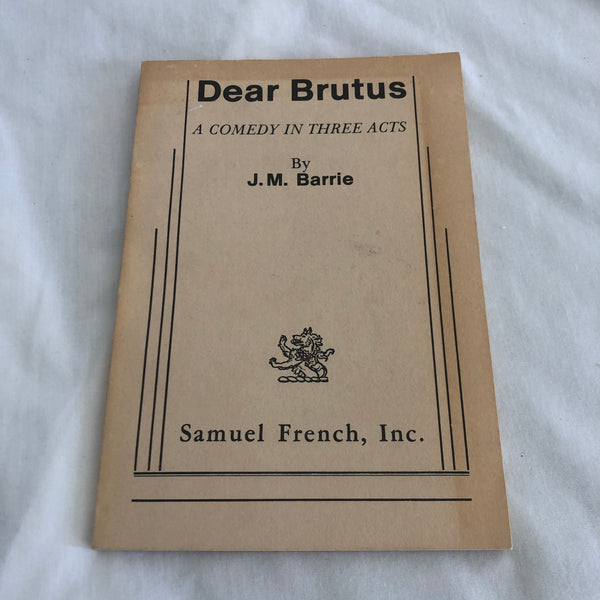 Dear Brutus
A COMEDY IN THREE ACTS
By
J.M. Barrie
Samuel French, Inc.